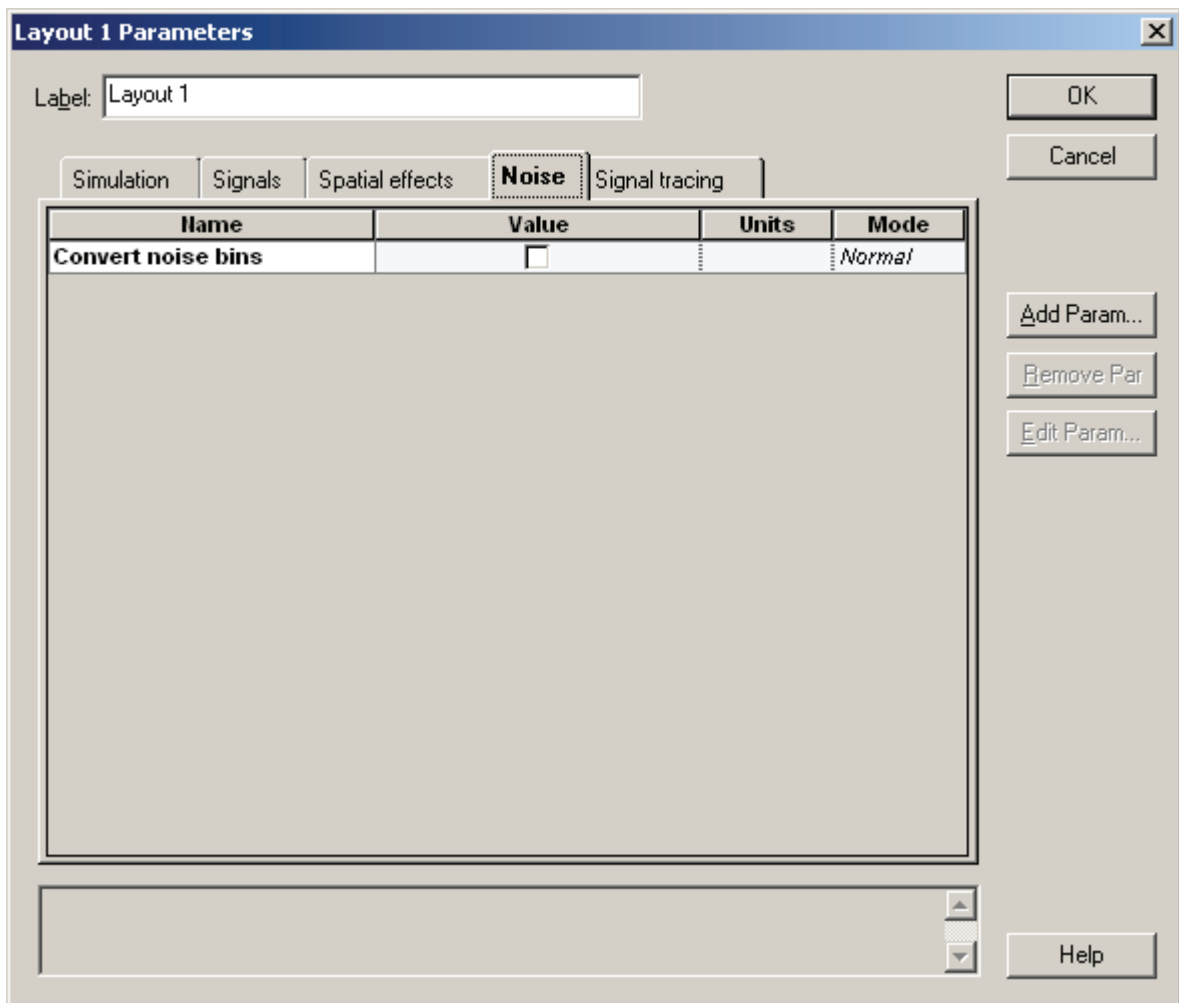 Layout 1 Parameters
Label: Layout 1
OK
Cancel
Simulation Signals Spatial effects Noise Signal tracing
Name Value Units Mode
Convert noise bins Normal
Add Param...
Remove Par
Edit Param...
Help